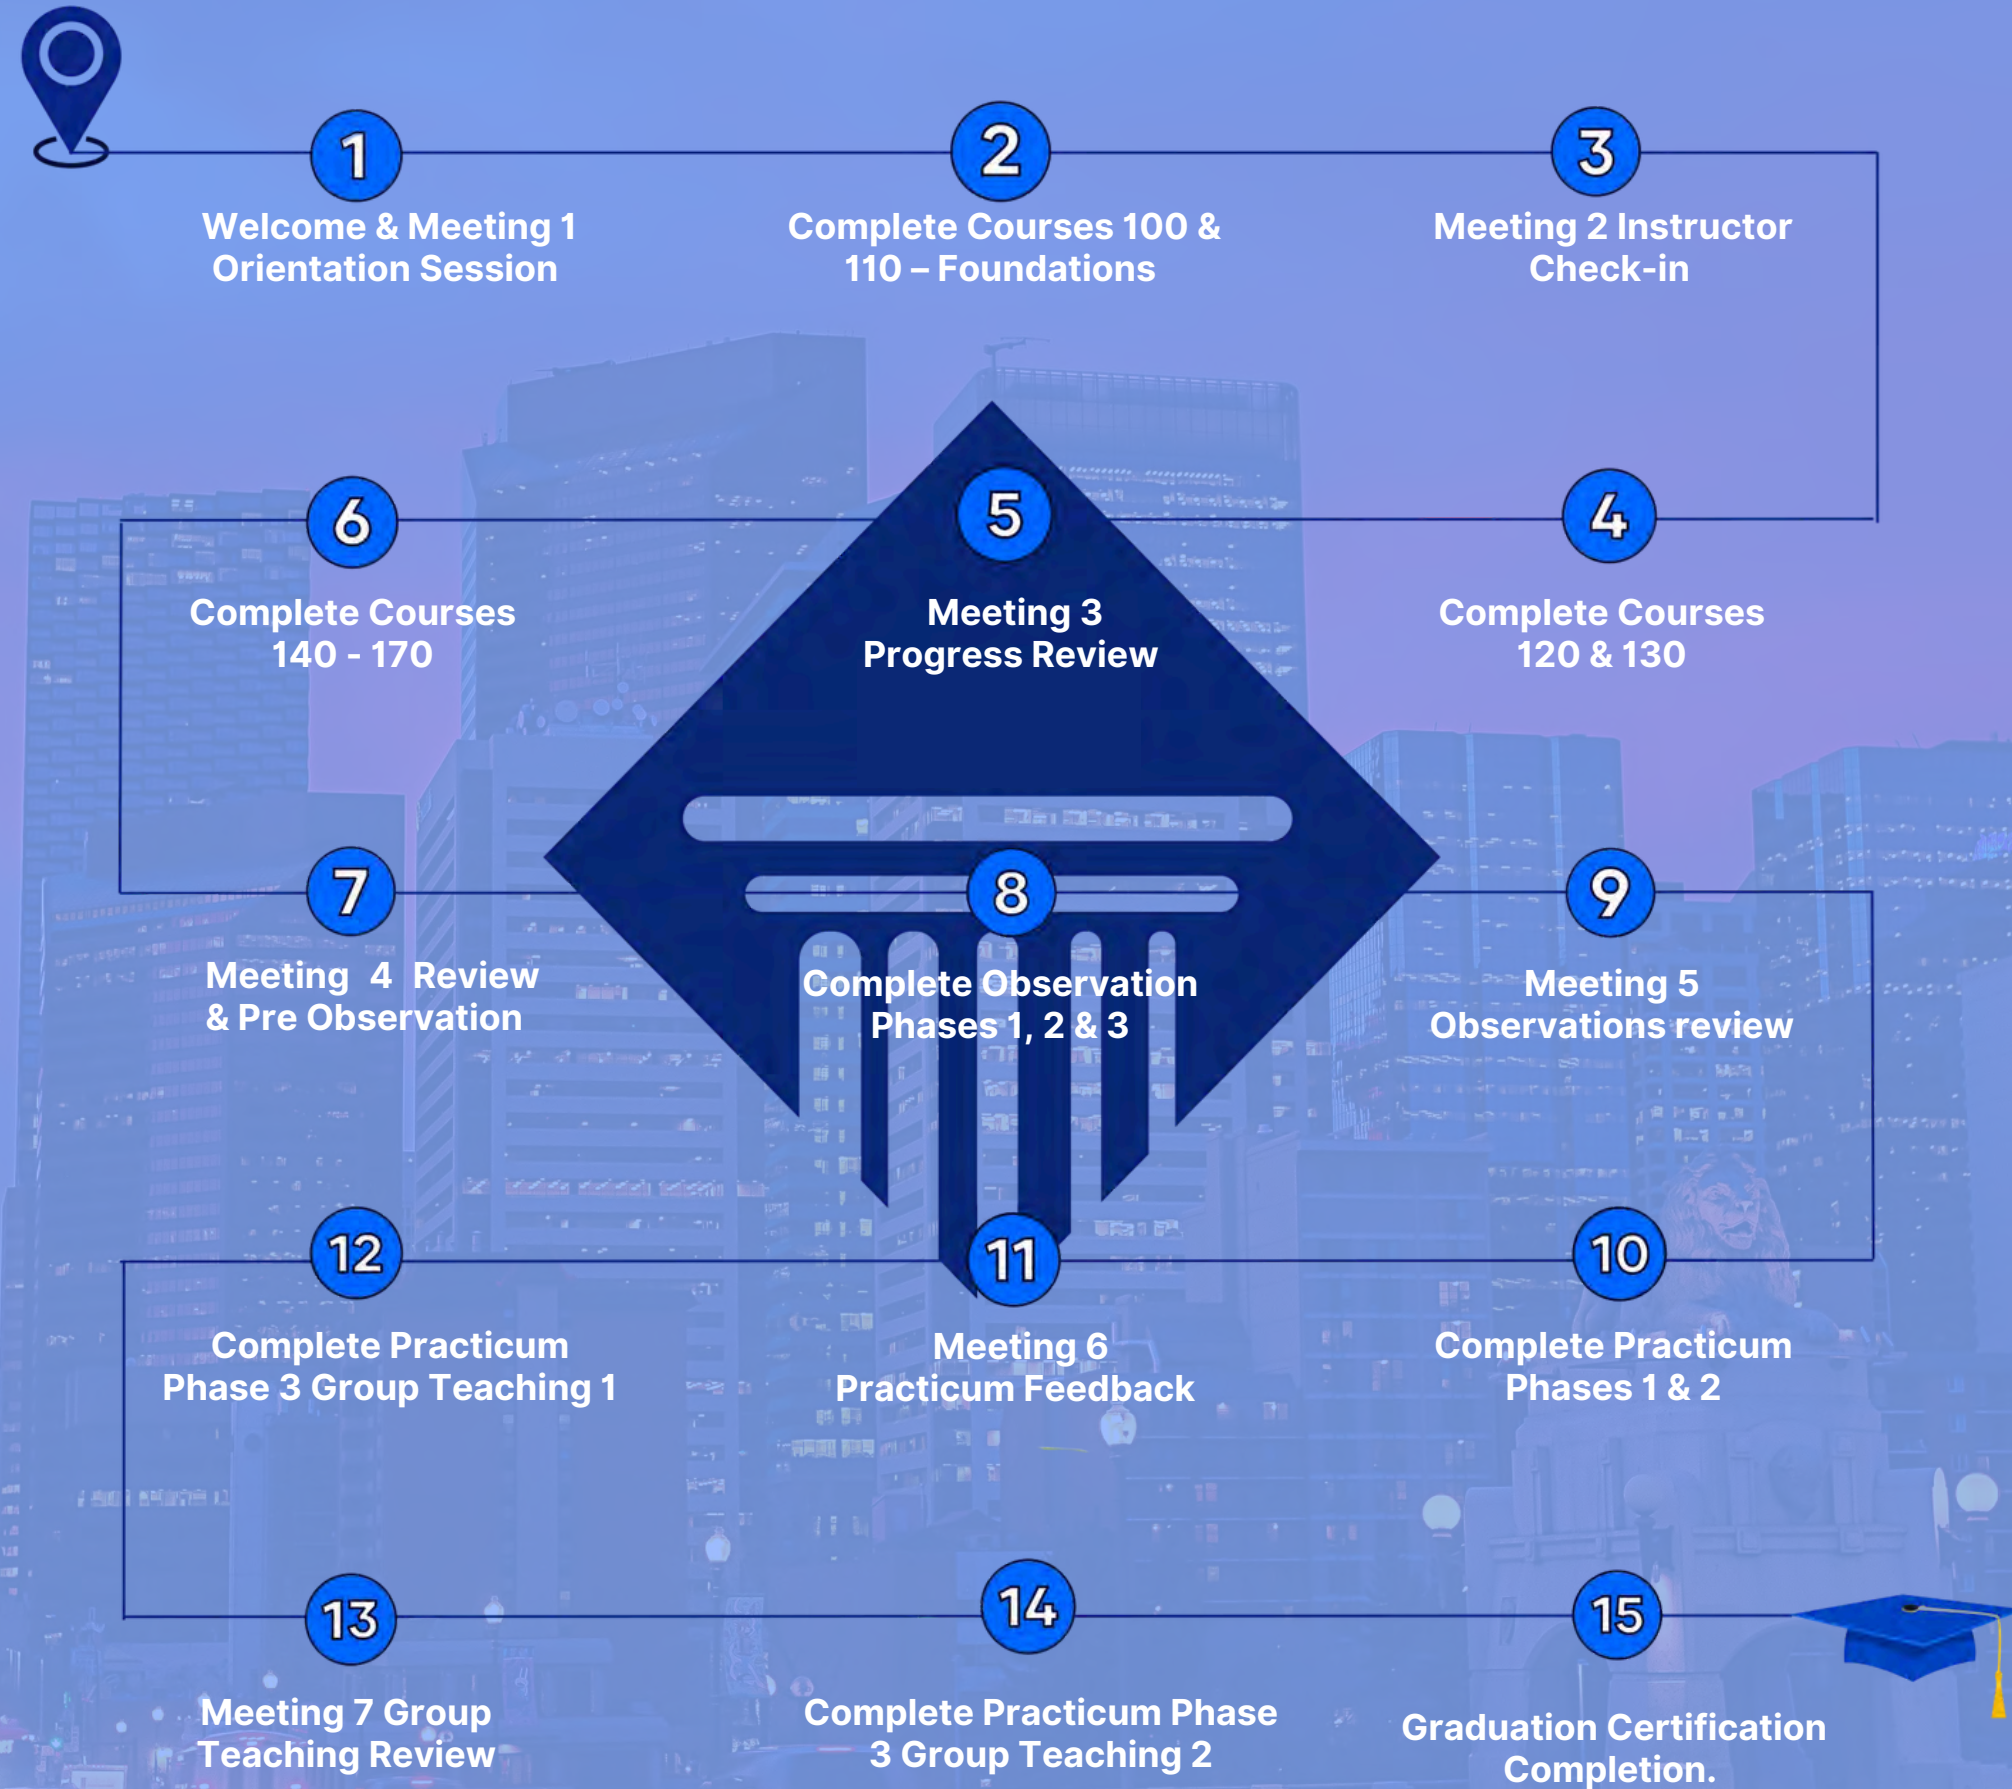 1
Welcome & Meeting 1
Orientation Session
2
Complete Courses 100 &
110 – Foundations
3
Meeting 2 Instructor
Check-in
4
Complete Courses
120 & 130
5
Meeting 3
Progress Review
6
Complete Courses
140 - 170
7
Meeting 4 Review
& Pre Observation
8
Complete Observation
Phases 1, 2 & 3
9
Meeting 5
Observations review
10
Complete Practicum
Phases 1 & 2
11
Meeting 6
Practicum Feedback
12
Complete Practicum
Phase 3 Group Teaching 1
13
Meeting 7 Group
Teaching Review
14
Complete Practicum Phase
3 Group Teaching 2
15
Graduation Certification
Completion.